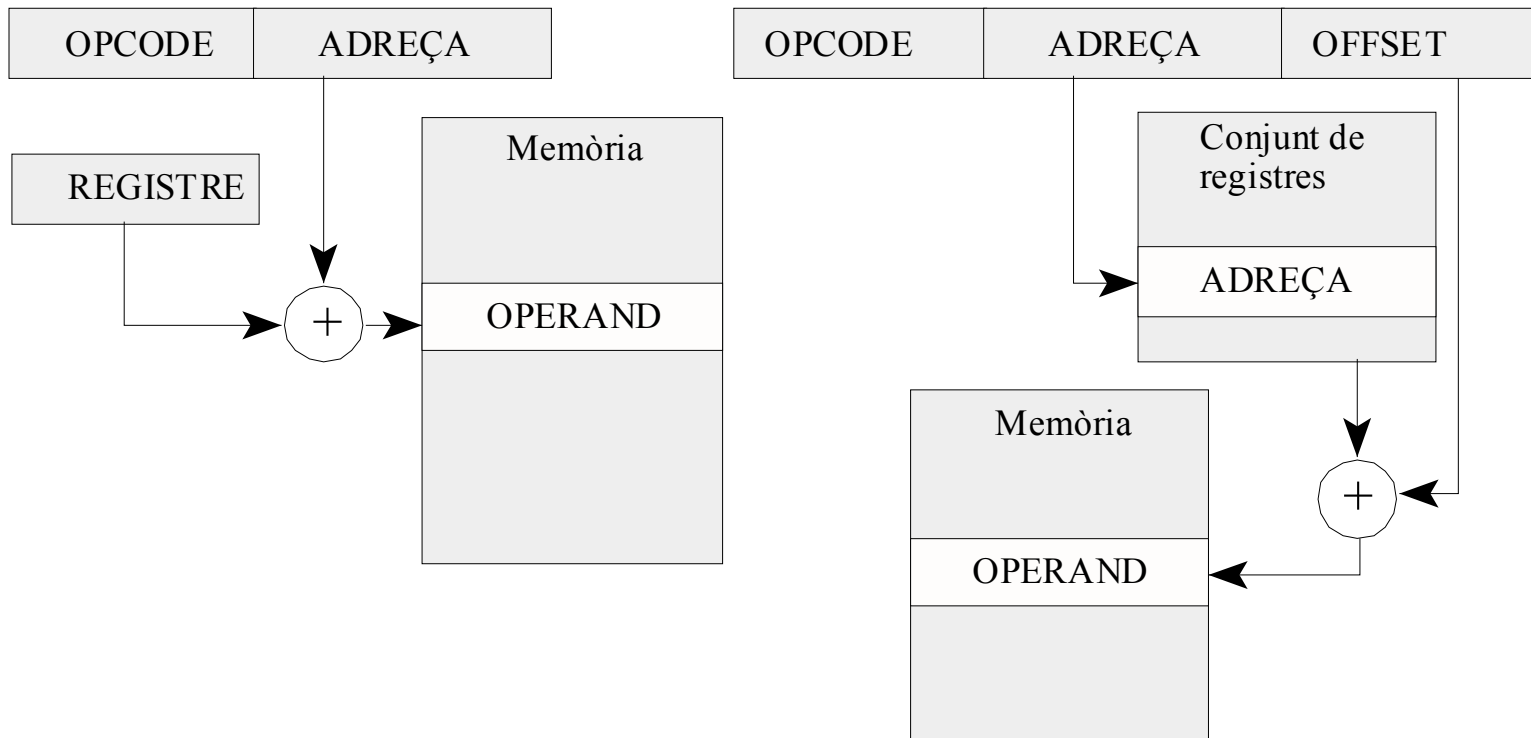 OPCODE ADREÇA
REGISTRE
Memòria
+
OPERAND
OPCODE ADREÇA OFFSET
Conjunt de
registres
ADREÇA
+
Memòria
OPERAND